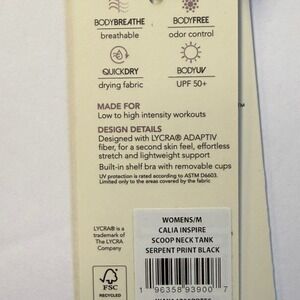 BODYBREATHE
breathable
BODYFREE
odor control
QUICKDRY
drying fabric
BODYUV
UPF 50+
MADE FOR
Low to high intensity workouts
DESIGN DETAILS
Designed with LYCRA® ADAPTIV
fiber, for a second skin feel, effortless
stretch and lightweight support
Built-in shelf bra with removable cups
UV protection is rated according to ASTM D6603.
Limited only to the areas covered by the fabric
LYCRA® is a
trademark of
The LYCRA
Company
FSC
RECYCLED
WOMENS/M
CALIA INSPIRE
SCOOP NECK TANK
SERPENT PRINT BLACK
1 96358 93900 7